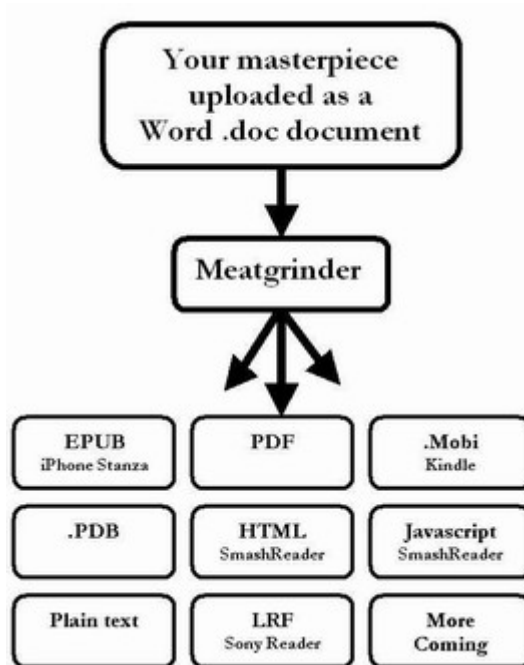 Your masterpiece
uploaded as a
Word .doc document
Meatgrinder
EPUB
iPhone Stanza
PDF
.Mobi
Kindle
.PDB
HTML
SmashReader
Javascript
SmashReader
Plain text
LRF
Sony Reader
More
Coming